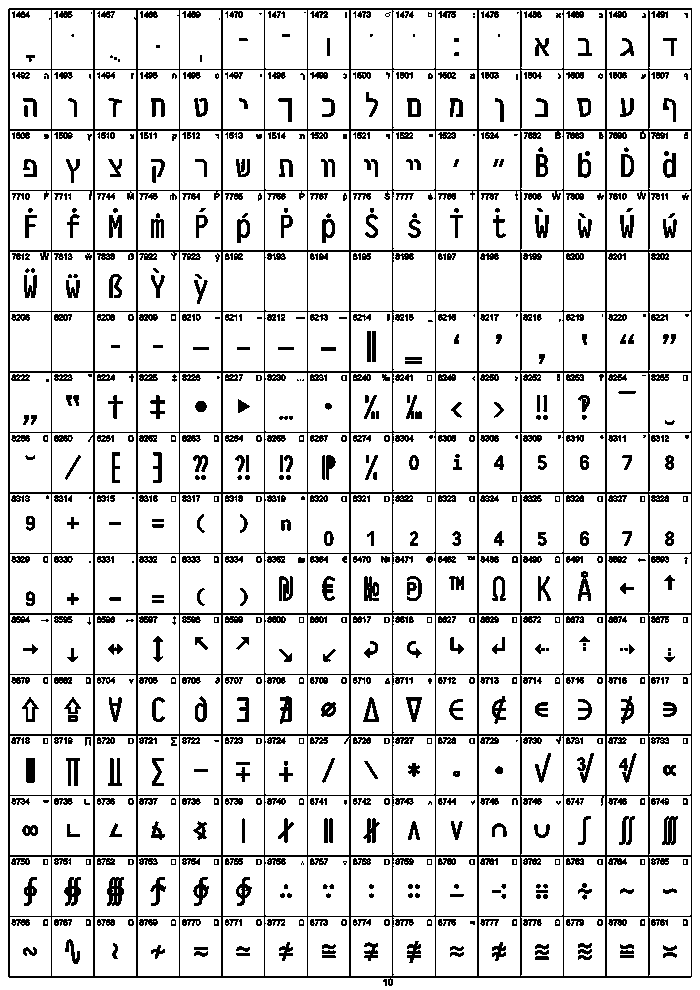 1464 1465 1467 1468 1469 1470 1471 1472 1473 1474 1475 1476 1488 1489 1490 1491
ָ ֹ ֻ ּ ֽ ־ ֿ ׀ ׁ ׂ ׃ ׄ א ב ג ד
1492 1493 1494 1495 1496 1497 1498 1499 1500 1501 1502 1503 1504 1505 1506 1507
ה ו ז ח ט י ך כ ל ם מ ן נ ס ע ף
1508 1509 1510 1511 1512 1513 1514 1520 1521 1522 1523 1524 7682 7683 7690 7691
פ ץ צ ק ר ש ת װ ױ ײ ׳ ״ Ḃ ḃ Ḋ ḋ
7710 7711 7744 7745 7764 7765 7766 7767 7776 7777 7786 7787 7808 7809 7810 7811
Ḟ ḟ Ṁ ṁ Ṕ ṕ Ṗ ṗ Ṡ ṡ Ṫ ṫ Ẁ ẁ Ẃ ẃ
7812 7813 7838 7922 7923 8192 8193 8194 8195 8196 8197 8198 8199 8200 8201 8202
Ẅ ẅ ẞ Ỳ ỳ
8206 8207 8208 8209 8210 8211 8212 8213 8214 8215 8216 8217 8218 8219 8220 8221
‐ ‑ ‒ – — ― ‖ ‗ ‘ ’ ‚ ‛ “ ”
8222 8223 8224 8225 8226 8227 8230 8231 8240 8241 8249 8250 8252 8253 8254 8255
„ ‟ † ‡ • ‣ … ‧ ‰ ‱ ‹ › ‼ ‽ ‾ ‿
8256 8260 8261 8262 8263 8264 8265 8267 8274 8304 8305 8308 8309 8310 8311 8312
⁀ ⁄ ⁅ ⁆ ⁇ ⁈ ⁉ ⁋ ⁒ ⁰ ⁱ ⁴ ⁵ ⁶ ⁷ ⁸
8313 8314 8315 8316 8317 8318 8319 8320 8321 8322 8323 8324 8325 8326 8327 8328
⁹ ⁺ ⁻ ⁼ ⁽ ⁾ ⁿ ₀ ₁ ₂ ₃ ₄ ₅ ₆ ₇ ₈
8329 8330 8331 8332 8333 8334 8362 8364 8470 8471 8482 8486 8490 8491 8592 8593
₉ ₊ ₋ ₌ ₍ ₎ ₪ € № ℗ ™ Ω K Å ← ↑
8594 8595 8596 8597 8598 8599 8600 8601 8617 8618 8627 8629 8672 8673 8674 8675
→ ↓ ↔ ↕ ↖ ↗ ↘ ↙ ↩ ↪ ↳ ↵ ⇠ ⇡ ⇢ ⇣
8679 8682 8704 8705 8706 8707 8708 8709 8710 8711 8712 8713 8714 8715 8716 8717
⇧ ⇪ ∀ ∁ ∂ ∃ ∄ ∅ ∆ ∇ ∈ ∉ ∊ ∋ ∌ ∍
8718 8719 8720 8721 8722 8723 8724 8725 8726 8727 8728 8729 8730 8731 8732 8733
∎ ∏ ∐ ∑ − ∓ ∔ ∕ ∖ ∗ ∘ ∙ √ ∛ ∜ ∝
8734 8735 8736 8737 8738 8739 8740 8741 8742 8743 8744 8745 8746 8747 8748 8749
∞ ∟ ∠ ∡ ∢ ∣ ∤ ∥ ∦ ∧ ∨ ∩ ∪ ∫ ∬ ∭
8750 8751 8752 8753 8754 8755 8756 8757 8758 8759 8760 8761 8762 8763 8764 8765
∮ ∯ ∰ ∱ ∲ ∳ ∴ ∵ ∶ ∷ ∸ ∹ ∺ ∻ ∼ ∽
8766 8767 8768 8769 8770 8771 8772 8773 8774 8775 8776 8777 8778 8779 8780 8781
∾ ∿ ≀ ≁ ≂ ≃ ≄ ≅ ≆ ≇ ≈ ≉ ≊ ≋ ≌ ≍
10